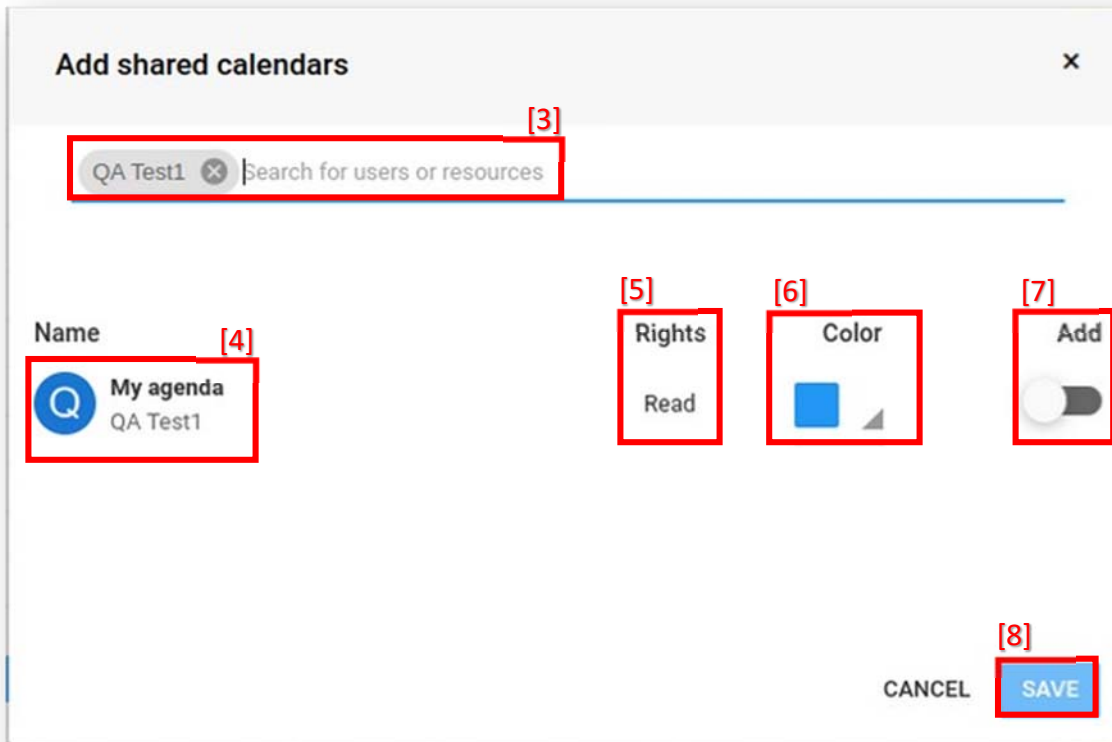 Add shared calendars ×
[3]
QA Test1 Search for users or resources
[5] [6] [7]
Name [4] Rights Color Add
Q My agenda Read
QA Test1
[8]
CANCEL SAVE